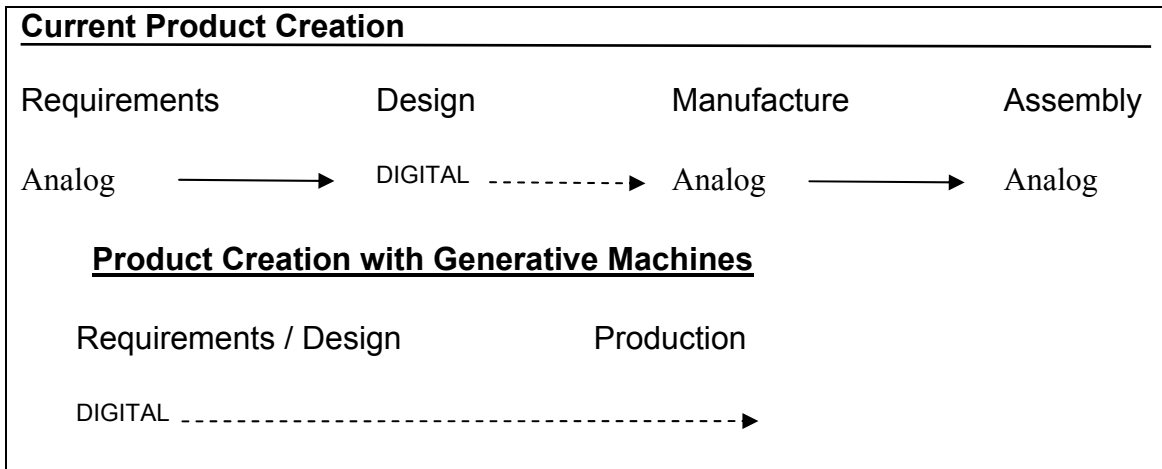 Current Product Creation
Requirements Design Manufacture Assembly
Analog DIGITAL Analog Analog
Product Creation with Generative Machines
Requirements / Design Production
DIGITAL